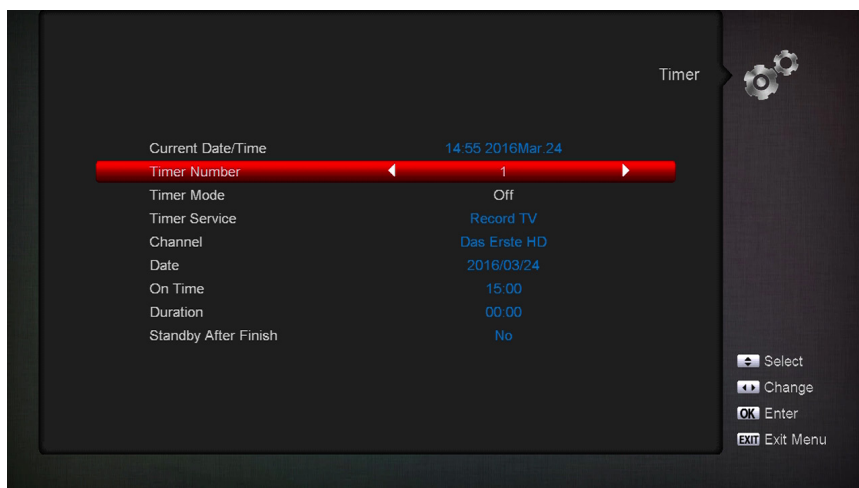 Timer
Current Date/Time 14:55 2016Mar.24
Timer Number 1
Timer Mode Off
Timer Service Record TV
Channel Das Erste HD
Date 2016/03/24
On Time 15:00
Duration 00:00
Standby After Finish No
Select
Change
OK Enter
EXIT Exit Menu